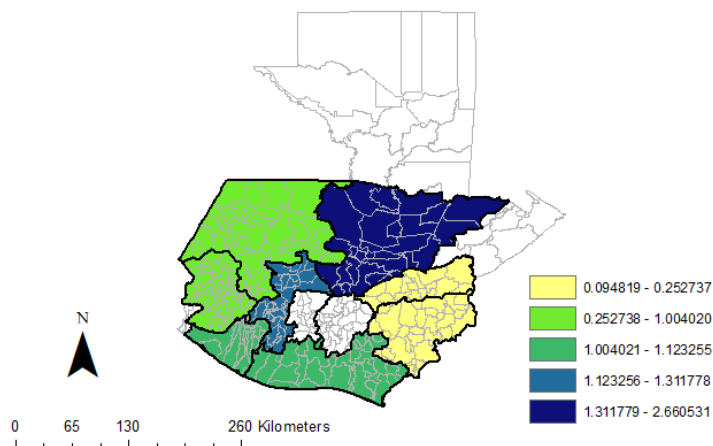 0.094819 - 0.252737
0.252738 - 1.004020
1.004021 - 1.123255
1.123256 - 1.311778
1.311779 - 2.660531
N
0 65 130 260 Kilometers